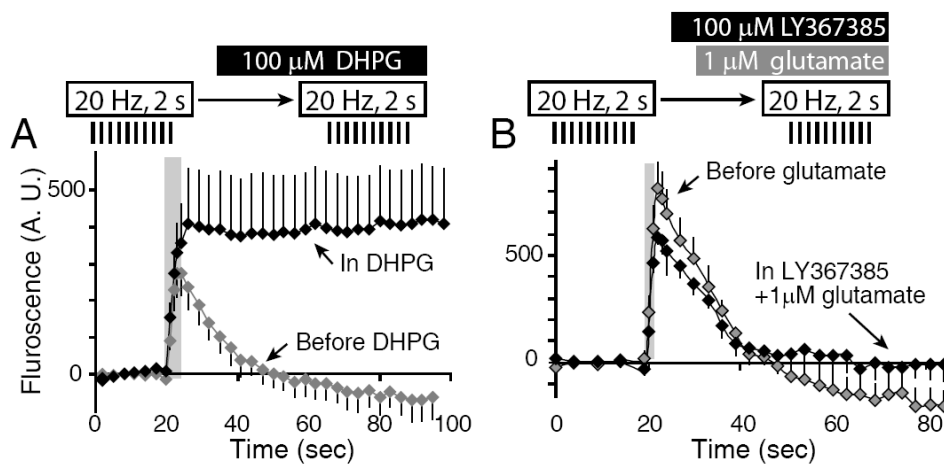 100 µM DHPG
20 Hz, 2 s
20 Hz, 2 s
A
Fluroscence (A. U.)
500
0
In DHPG
Before DHPG
0
20
40
60
80
100
Time (sec)
100 µM LY367385
1 µM glutamate
20 Hz, 2 s
20 Hz, 2 s
B
500
0
Before glutamate
In LY367385
+1µM glutamate
0
20
40
60
80
Time (sec)